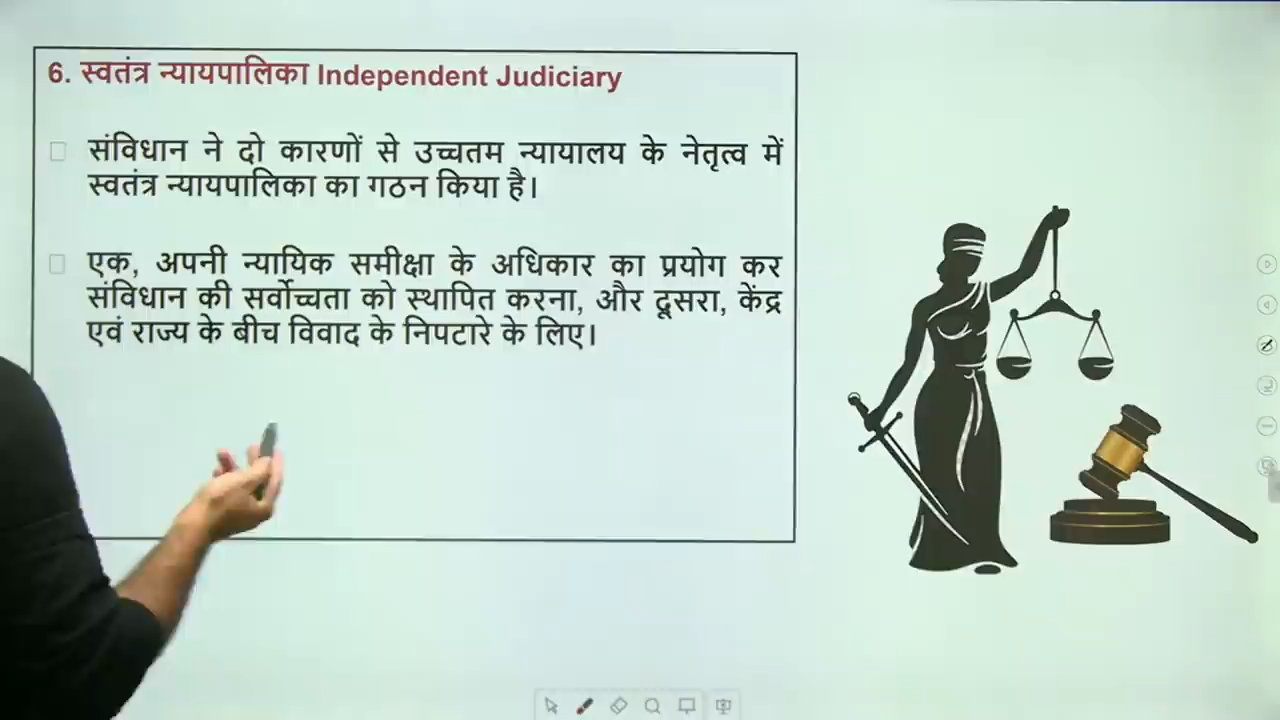 6. स्वतंत्र न्यायपालिका Independent Judiciary
संविधान ने दो कारणों से उच्चतम न्यायालय के नेतृत्व में
स्वतंत्र न्यायपालिका का गठन किया है।
एक, अपनी न्यायिक समीक्षा के अधिकार का प्रयोग कर
संविधान की सर्वोच्चता को स्थापित करना, और दूसरा, केंद्र
एवं राज्य के बीच विवाद के निपटारे के लिए।